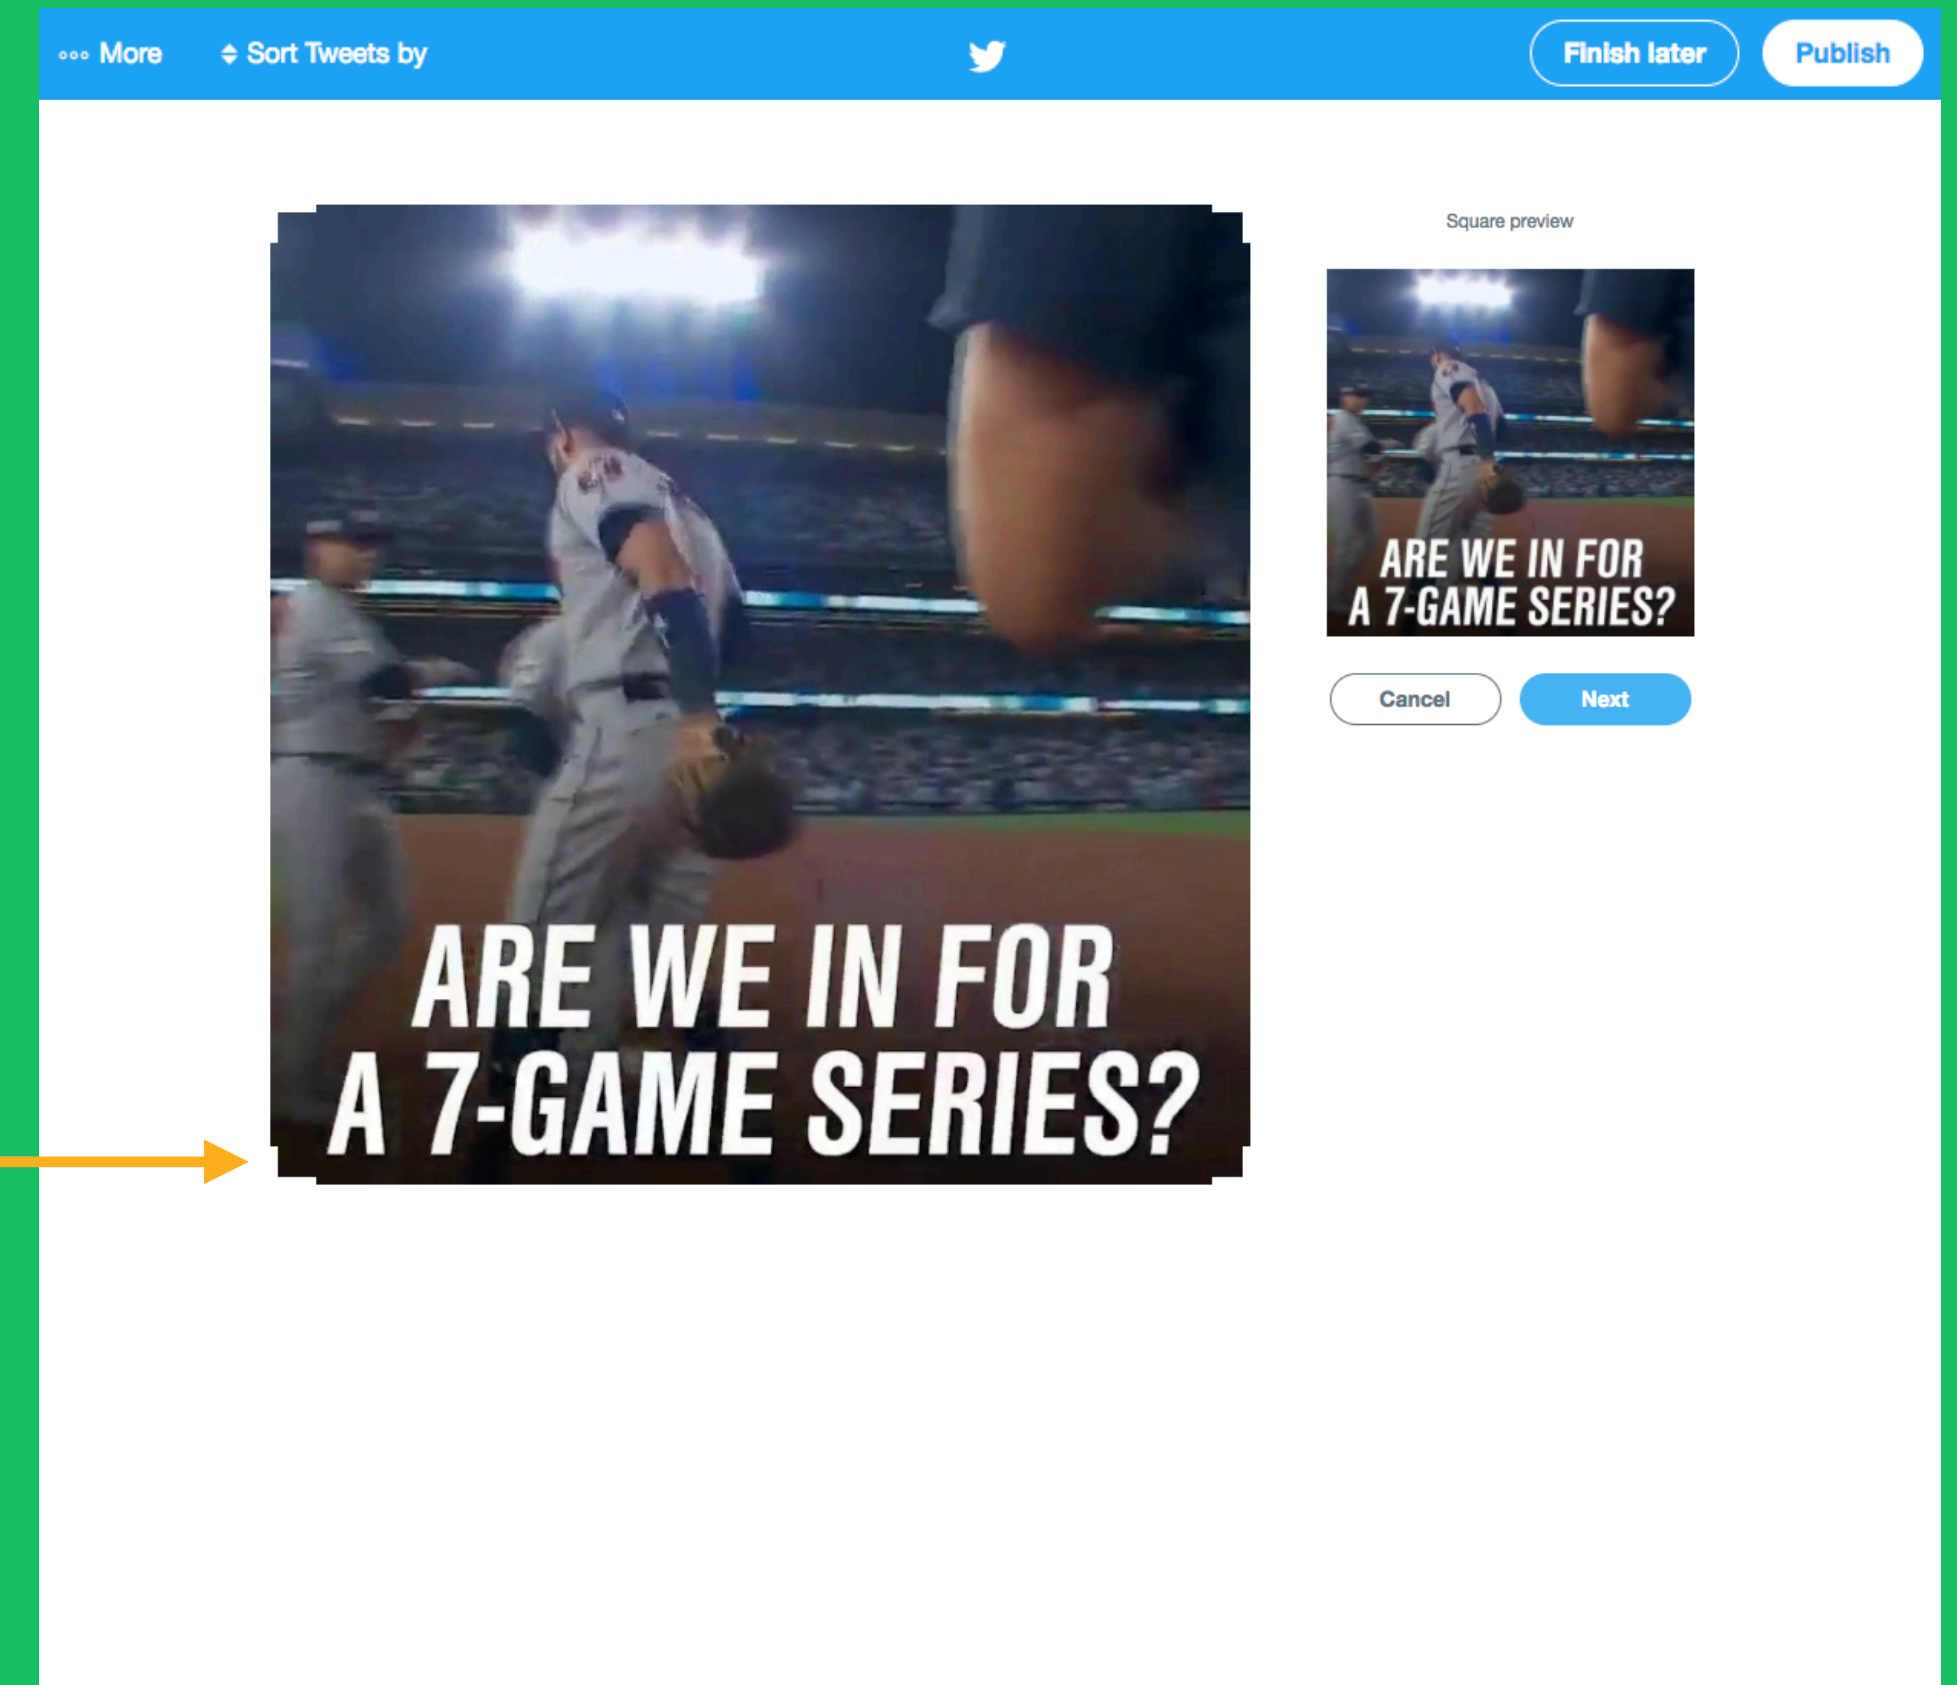 More
Sort Tweets by
Finish later
Publish
Square preview
ARE WE IN FOR
A 7-GAME SERIES?
ARE WE IN FOR
A 7-GAME SERIES?
Cancel
Next